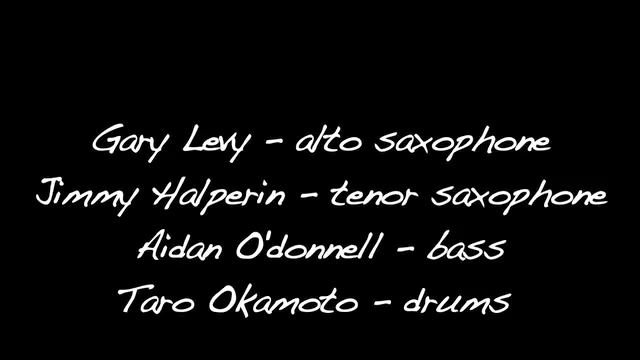 Gary Levy - alto saxophone
Jimmy Halperin - tenor saxophone
Aidan O'donnell - bass
Taro Okamoto - drums